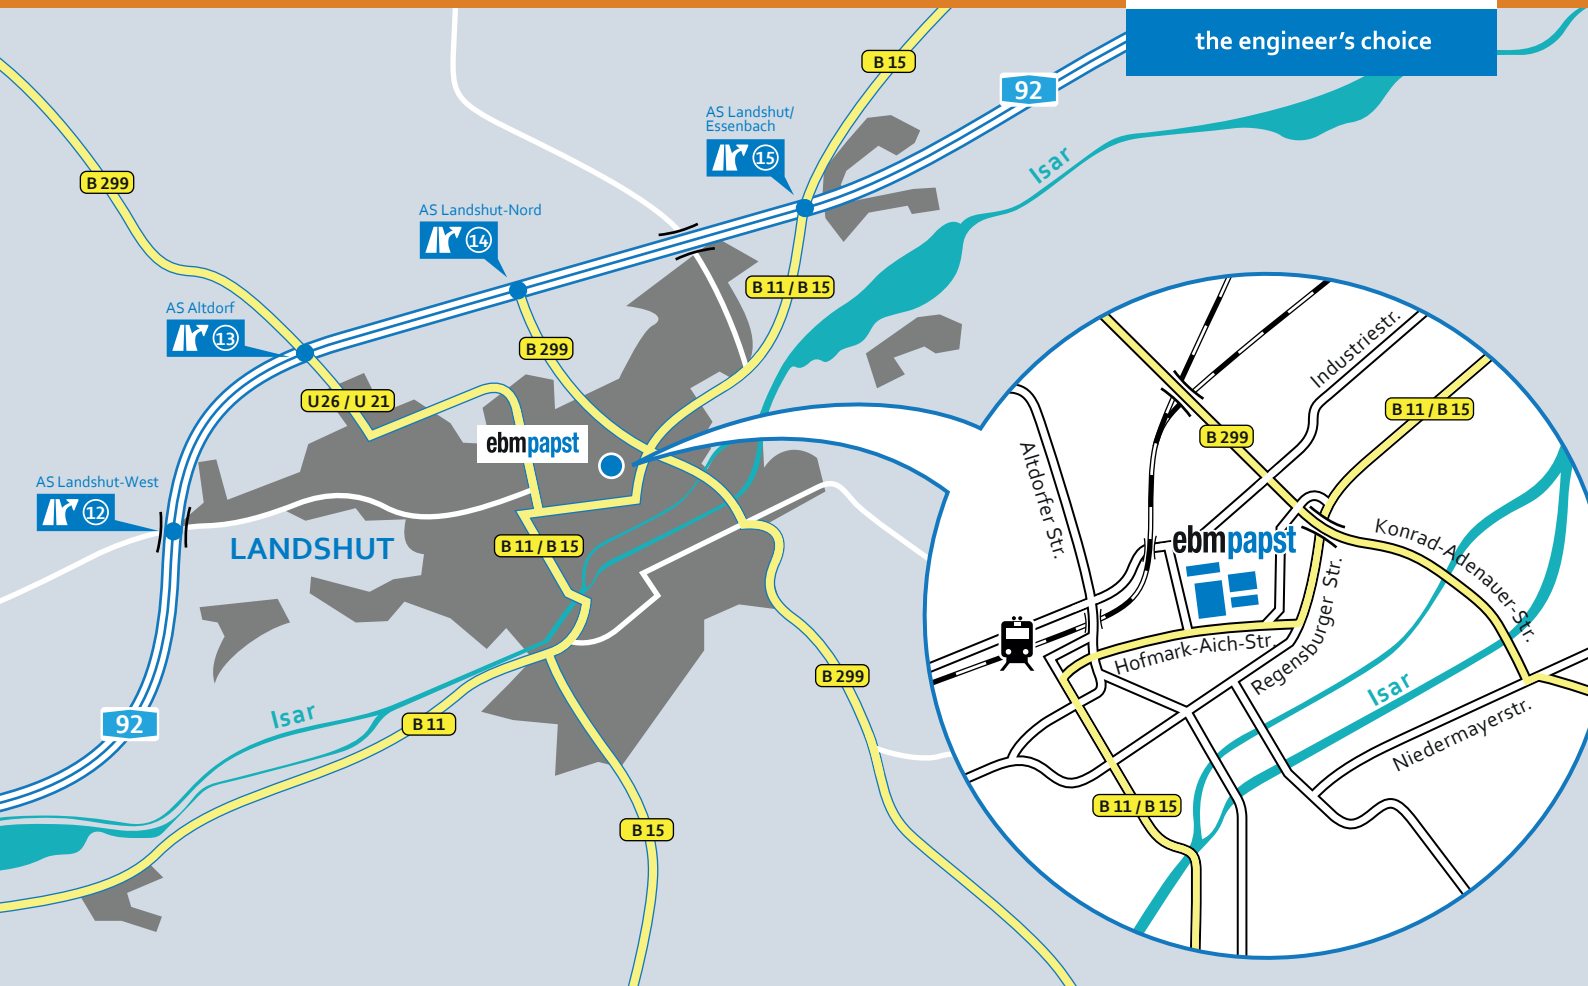 the engineer's choice
B 15
92
AS Landshut/
Essenbach
15
Isar
B 299
AS Landshut-Nord
14
B 11 / B 15
AS Altdorf
13
B 299
U26 / U 21
ebmpapst
AS Landshut-West
12
LANDSHUT
B 11 / B 15
B 299
92
Isar
B 11
B 15
Industriestr.
B 11 / B 15
B 299
Altdorfer Str.
ebmpapst
Konrad-Adenauer-Str.
Hofmark-Aich-Str.
Regensburger Str.
Isar
Niedermayerstr.
B 11 / B 15